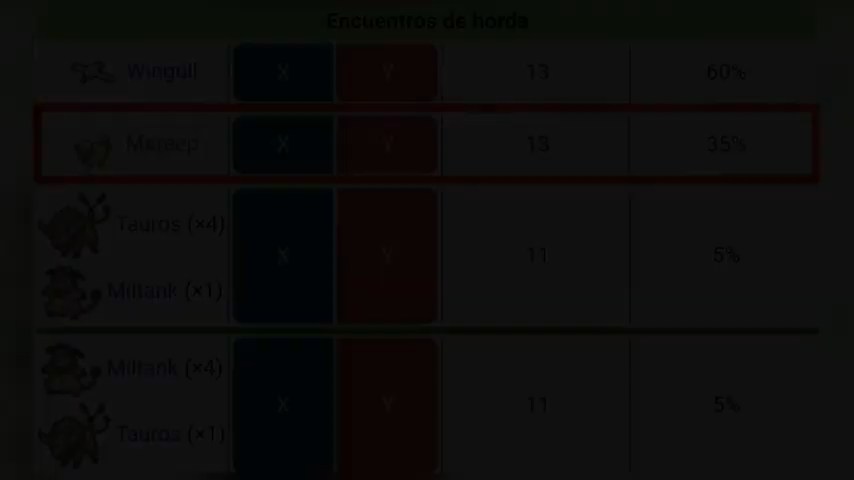 Encuentros de horda
Wingull X Y 13 60%
Mareep X Y 13 35%
Tauros (×4)
Miltank (×1) X Y 11 5%
Miltank (×4)
Tauros (×1) X Y 11 5%